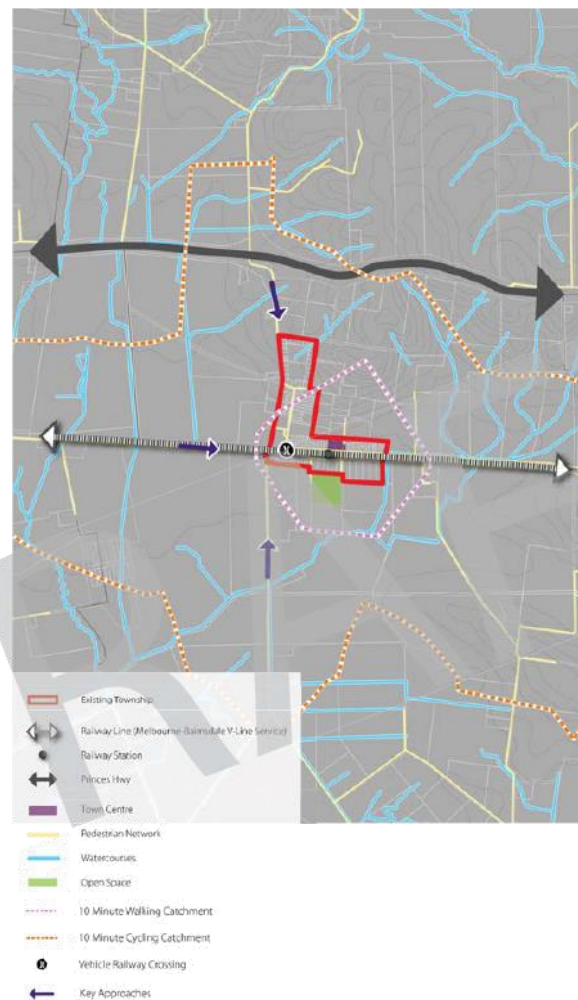 Existing Township
Railway Line (Melbourne-Bairnsdale V-Line Service)
Railway Station
Princes Hwy
Town Centre
Pedestrian Network
Watercourses
Open Space
10 Minute Walking Catchment
10 Minute Cycling Catchment
Vehicle Railway Crossing
Key Approaches